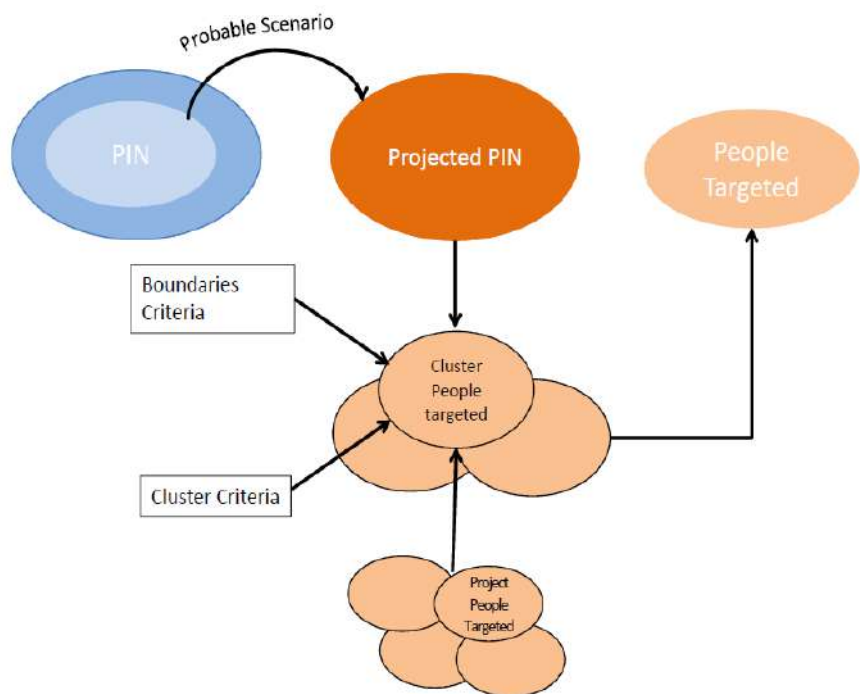 Probable Scenario
PIN
Projected PIN
People
Targeted
Boundaries
Criteria
Cluster
People
targeted
Cluster Criteria
Project
People
Targeted